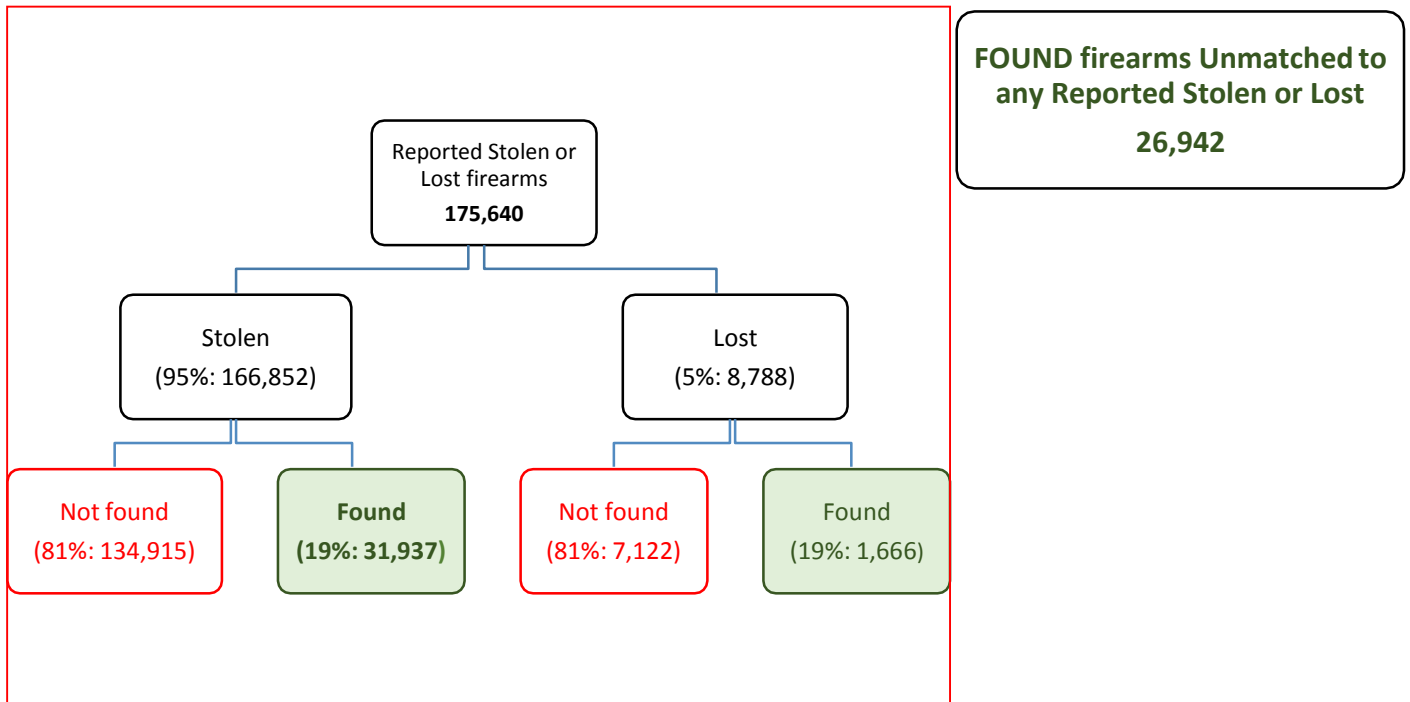 FOUND firearms Unmatched to
any Reported Stolen or Lost
26,942
Reported Stolen or
Lost firearms
175,640
Stolen
(95%: 166,852)
Lost
(5%: 8,788)
Not found
(81%: 134,915)
Found
(19%: 31,937)
Not found
(81%: 7,122)
Found
(19%: 1,666)